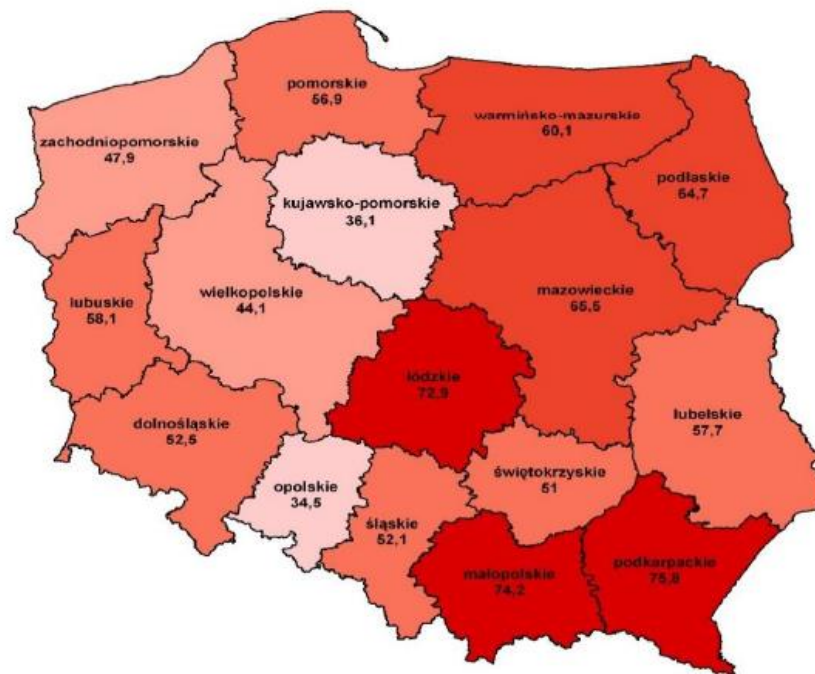 pomorskie
56,9
warmińsko-mazurskie
60,1
zachodniopomorskie
47,9
podlaskie
64,7
kujawsko-pomorskie
36,1
lubuskie
58,1
wielkopolskie
44,1
mazowieckie
65,5
łódzkie
72,9
lubelskie
57,7
dolnośląskie
52,5
opolskie
34,5
świętokrzyskie
51
śląskie
52,1
małopolskie
74,2
podkarpackie
75,8